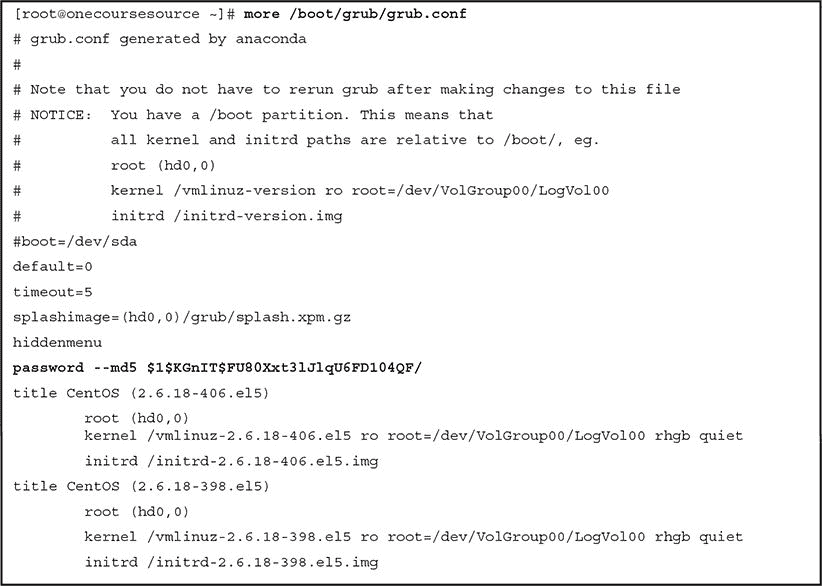 [root@onecoursesource ~]# more /boot/grub/grub.conf
# grub.conf generated by anaconda
#
# Note that you do not have to rerun grub after making changes to this file
# NOTICE:  You have a /boot partition. This means that
#          all kernel and initrd paths are relative to /boot/, eg.
#          root (hd0,0)
#          kernel /vmlinuz-version ro root=/dev/VolGroup00/LogVol00
#          initrd /initrd-version.img
#boot=/dev/sda
default=0
timeout=5
splashimage=(hd0,0)/grub/splash.xpm.gz
hiddenmenu
password --md5 $1$KGnIT$FU80Xxt3lJlqU6FD104QF/
title CentOS (2.6.18-406.el5)
        root (hd0,0)
        kernel /vmlinuz-2.6.18-406.el5 ro root=/dev/VolGroup00/LogVol00 rhgb quiet
        initrd /initrd-2.6.18-406.el5.img
title CentOS (2.6.18-398.el5)
        root (hd0,0)
        kernel /vmlinuz-2.6.18-398.el5 ro root=/dev/VolGroup00/LogVol00 rhgb quiet
        initrd /initrd-2.6.18-398.el5.img